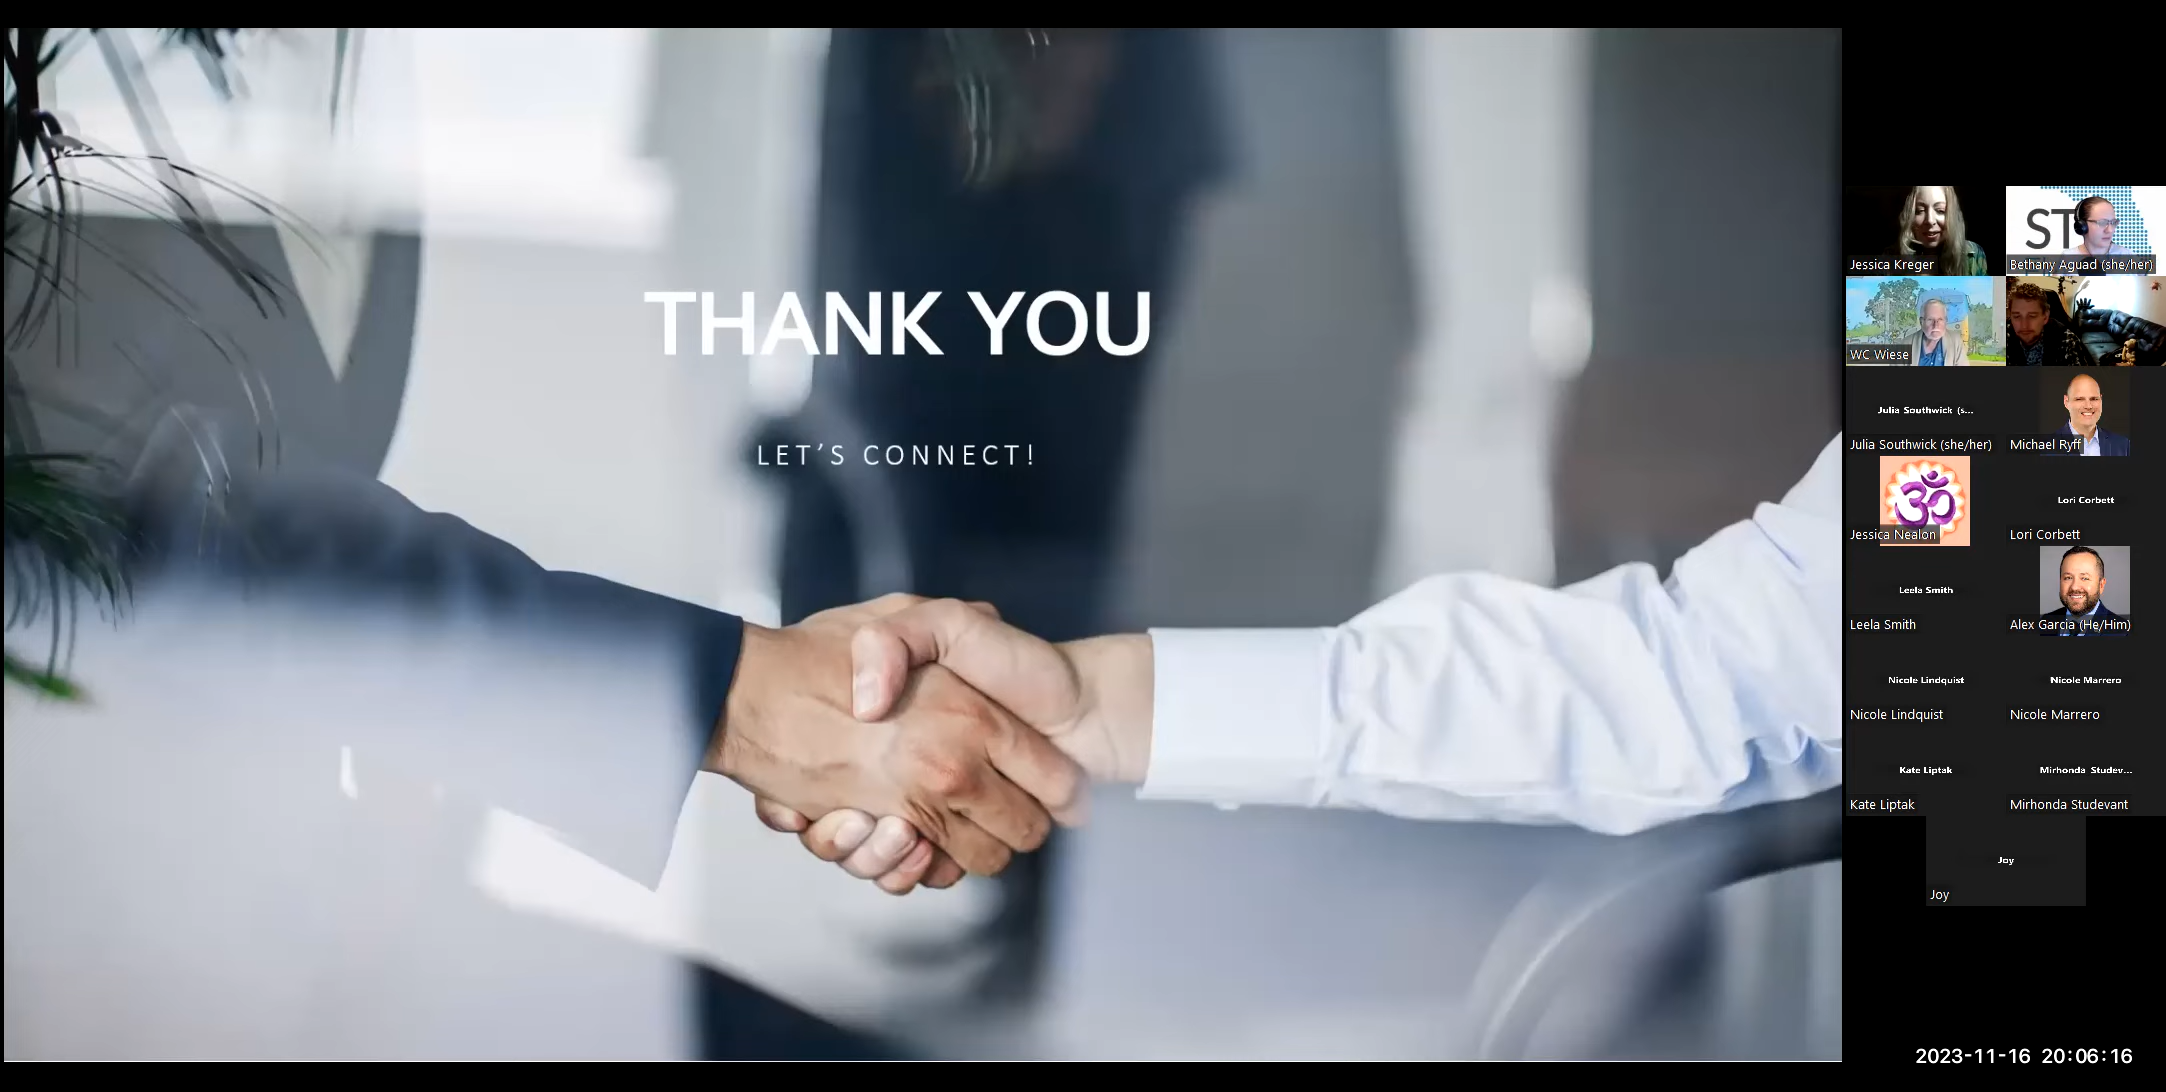 THANK YOU
LET'S CONNECT!
Jessica Kreger
ST
Bethany Aguad (she/her)
WC Wiese
Julia Southwick (s...
Julia Southwick (she/her)
Michael Ryff
ॐ
Jessica Nealon
Lori Corbett
Lori Corbett
Leela Smith
Leela Smith
Alex Garcia (He/Him)
Nicole Lindquist
Nicole Lindquist
Nicole Marrero
Nicole Marrero
Kate Liptak
Kate Liptak
Mirhonda Studev...
Mirhonda Studevant
Joy
Joy
2023-11-16 20:06:16